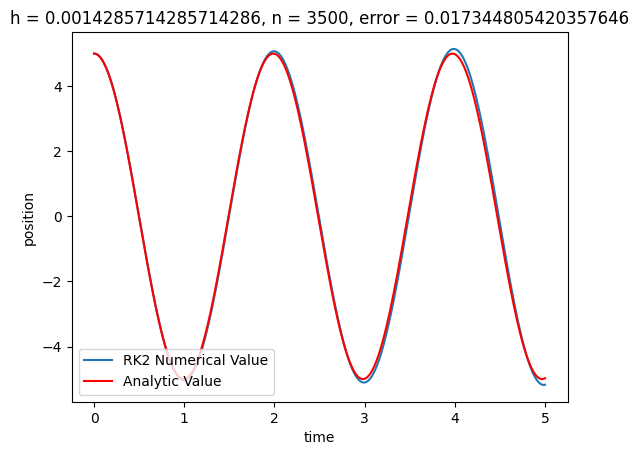 h = 0.0014285714285714286, n = 3500, error = 0.017344805420357646
4
2
0
−2
−4
position
RK2 Numerical Value
Analytic Value
0 1 2 3 4 5
time